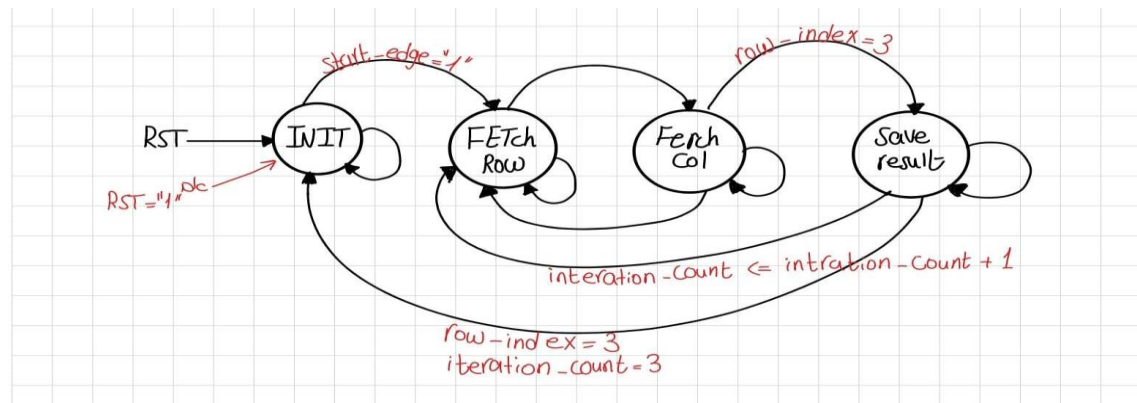 start_edge="1"
row_index=3
RST
INIT
FETch
Row
Ferch
Col
Save
result
RST="1"
interation_count <= intration_count + 1
row_index = 3
iteration_count = 3